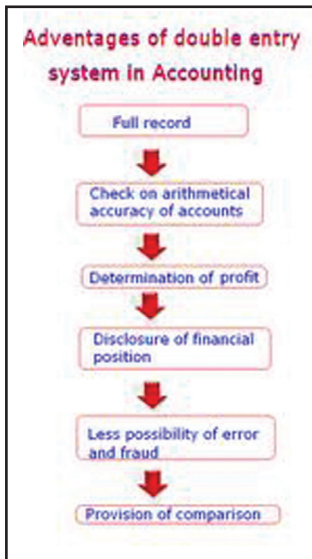 Adventages of double entry
system in Accounting
Full record
Check on arithmetical
accuracy of accounts
Determination of profit
Disclosure of financial
position
Less possibility of error
and fraud
Provision of comparison